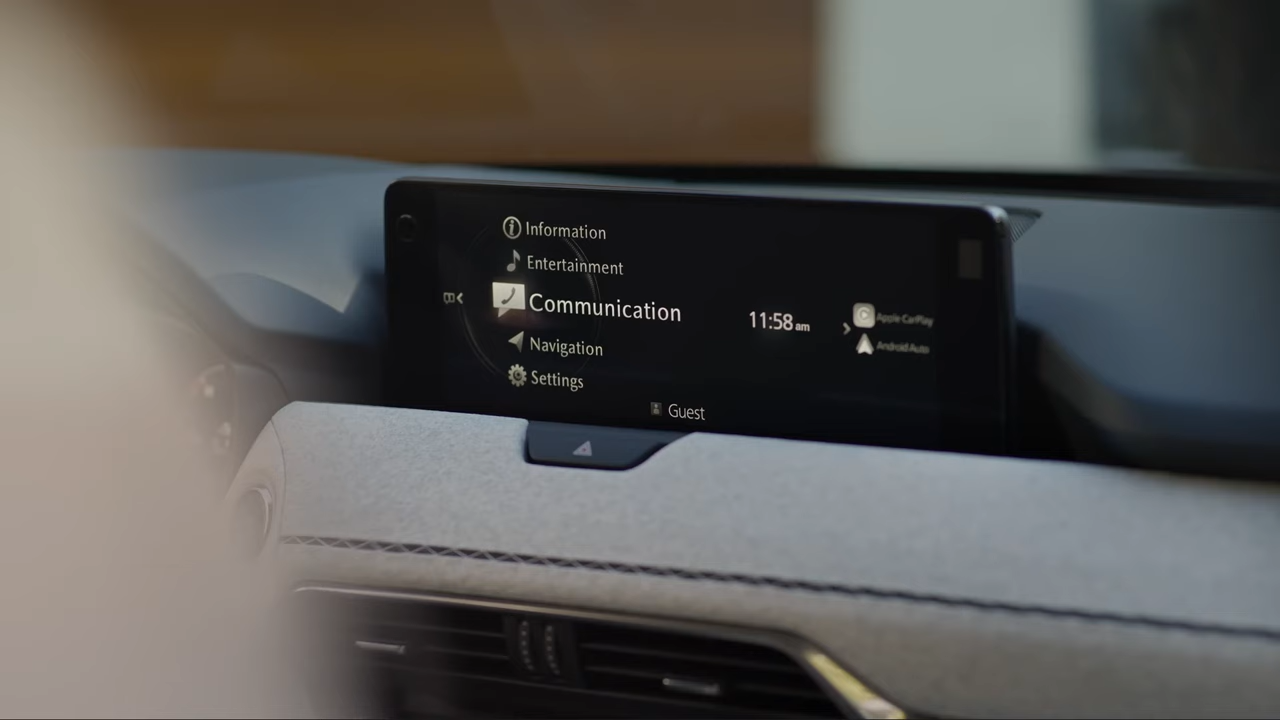 Information
Entertainment
Communication
Navigation
Settings
11:58 am
Apple CarPlay
Android Auto
Guest